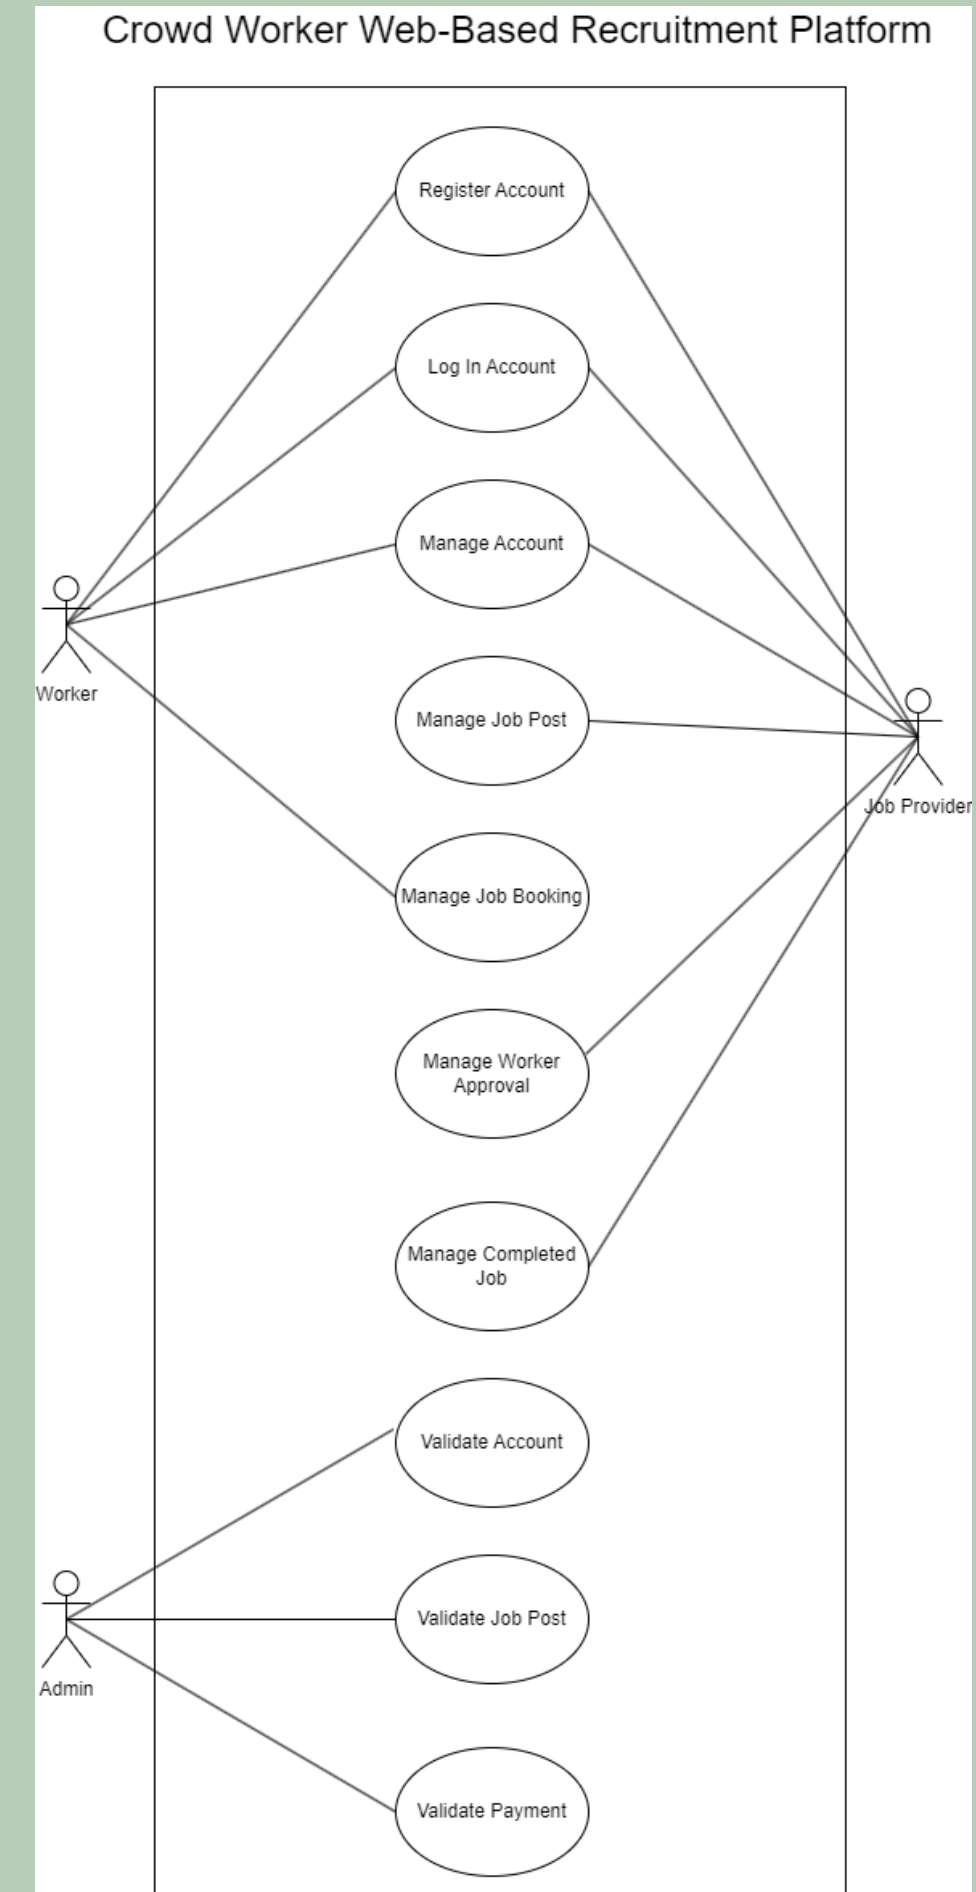 Crowd Worker Web-Based Recruitment Platform
Register Account
Log In Account
Manage Account
Worker
Manage Job Post
Job Provider
Manage Job Booking
Manage Worker
Approval
Manage Completed
Job
Validate Account
Validate Job Post
Admin
Validate Payment